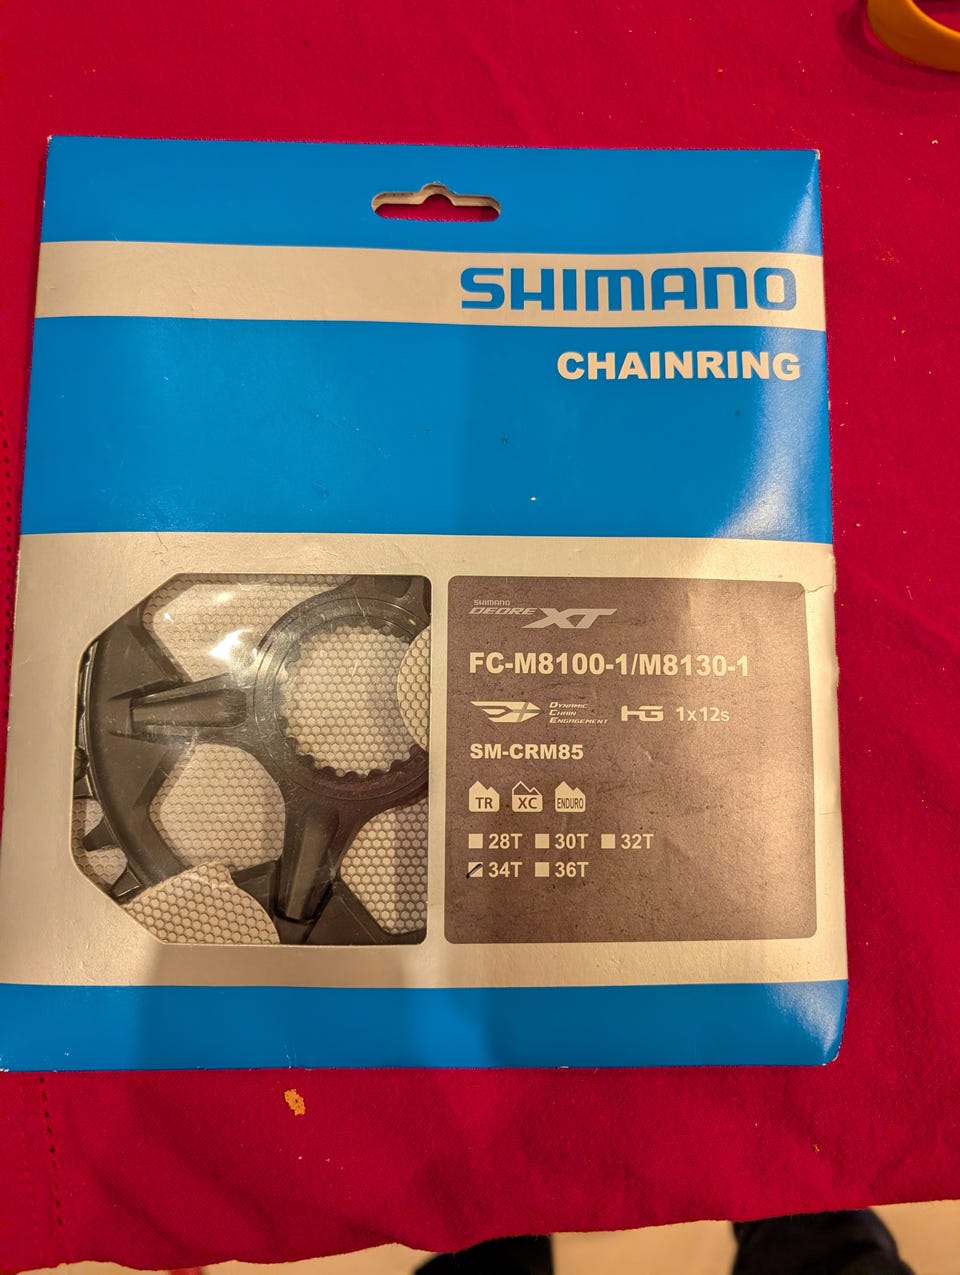 SHIMANO
CHAINRING
SHIMANO
DEORE XT
FC-M8100-1/M8130-1
DYNAMIC
CHAIN
ENGAGEMENT
HG 1x12s
SM-CRM85
TR XC ENDURO
28T 30T 32T
34T 36T